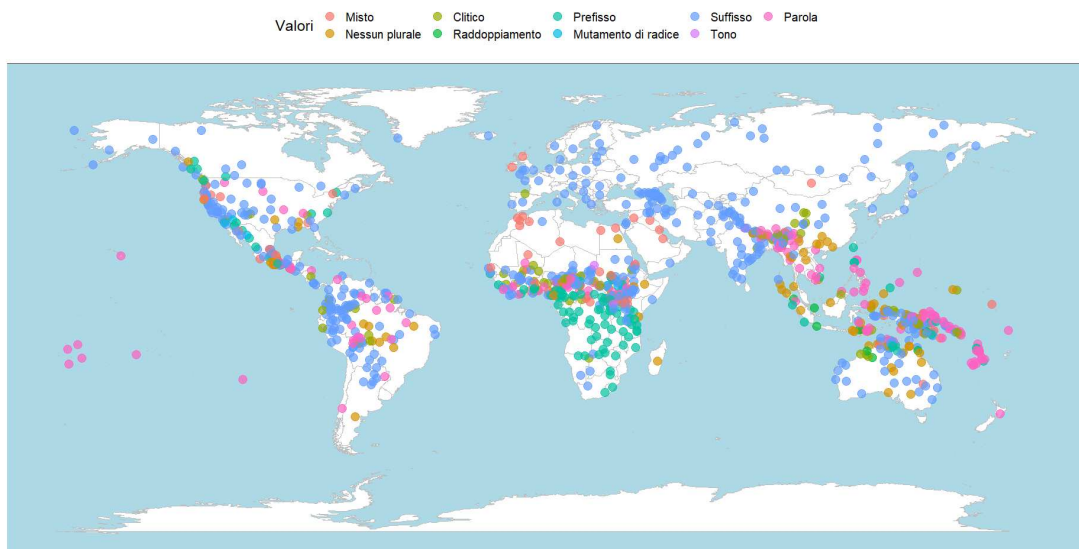 Valori
Misto Clitico Prefisso Suffisso Parola
Nessun plurale Raddoppiamento Mutamento di radice Tono